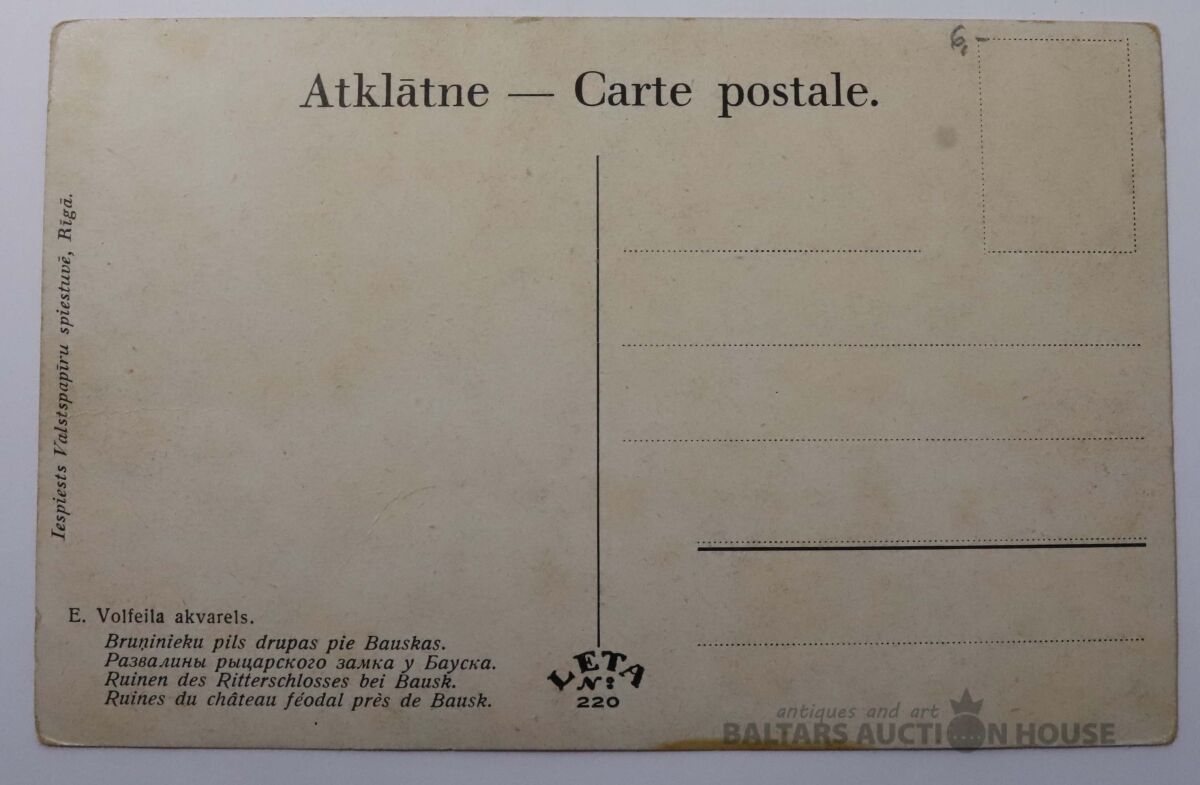 6,-
Atklātne — Carte postale.
Iespiests Valstspapīru spiestuvē, Rīgā.
E. Volfeila akvarels.
Bruņinieku pils drupas pie Bauskas.
Развалины рыцарского замка у Бауска.
Ruinen des Ritterschlosses bei Bausk.
Ruines du château féodal près de Bausk.
LETA
№:
220
antiques and art
BALTARS AUCTION HOUSE